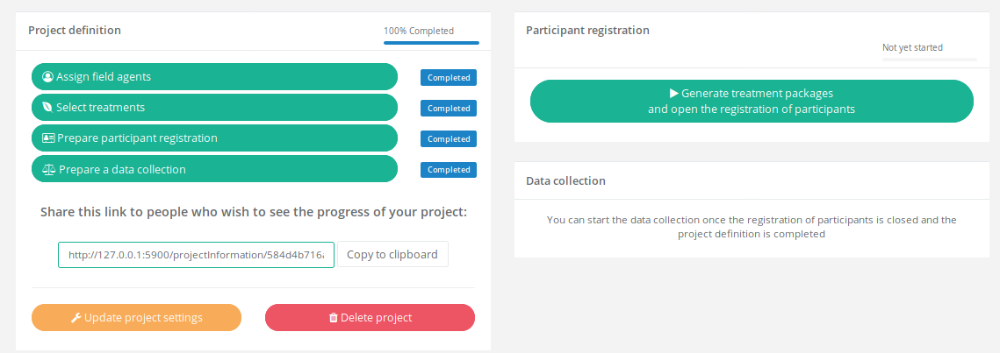 Project definition
100% Completed
Assign field agents
Completed
Select treatments
Completed
Prepare participant registration
Completed
Prepare a data collection
Completed
Share this link to people who wish to see the progress of your project:
http://127.0.0.1:5900/projectInformation/584d4b716
Copy to clipboard
Update project settings
Delete project
Participant registration
Not yet started
Generate treatment packages
and open the registration of participants
Data collection
You can start the data collection once the registration of participants is closed and the
project definition is completed